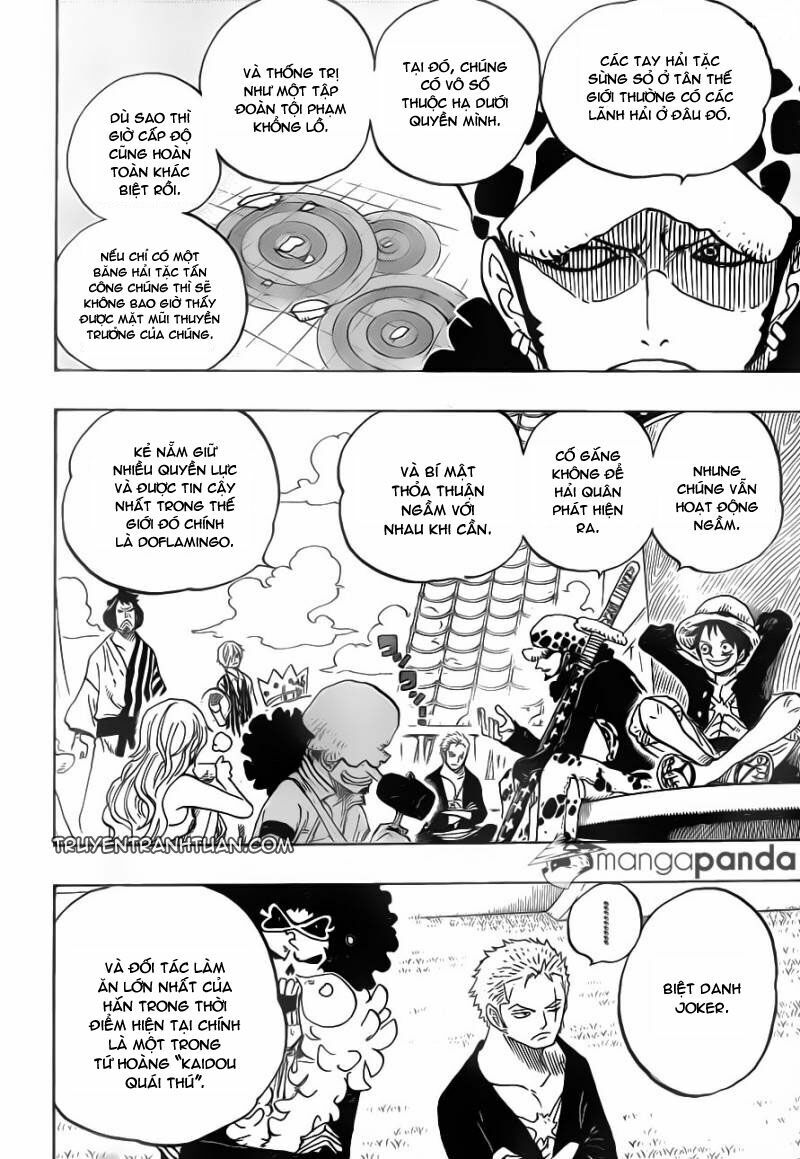 CÁC TAY HẢI TẶC
SỪNG SỎ Ở TÂN THẾ
GIỚI THƯỜNG CÓ CÁC
LÃNH HẢI Ở ĐÂU ĐÓ.
TẠI ĐÓ, CHÚNG
CÓ VÔ SỐ
THUỘC HẠ DƯỚI
QUYỀN MÌNH.
VÀ THỐNG TRỊ
NHƯ MỘT TẬP
ĐOÀN TỘI PHẠM
KHỔNG LỒ.
DÙ SAO THÌ
GIỜ CẤP ĐỘ
CŨNG HOÀN
TOÀN KHÁC
BIỆT RỒI.
NẾU CHỈ CÓ MỘT
BĂNG HẢI TẶC TẤN
CÔNG CHÚNG THÌ SẼ
KHÔNG BAO GIỜ THẤY
ĐƯỢC MẶT MŨI THUYỀN
TRƯỞNG CỦA CHÚNG.
NHƯNG
CHÚNG VẪN
HOẠT ĐỘNG
NGẦM.
CỐ GẮNG
KHÔNG ĐỂ
HẢI QUÂN
PHÁT HIỆN
RA.
VÀ BÍ MẬT
THỎA THUẬN
NGẦM VỚI
NHAU KHI CẦN.
KẺ NẮM GIỮ
NHIỀU QUYỀN LỰC
VÀ ĐƯỢC TIN CẬY
NHẤT TRONG THẾ
GIỚI ĐÓ CHÍNH
LÀ DOFLAMINGO.
TRUYENTRANHTUAN.COM
mangapanda
BIỆT DANH
JOKER.
VÀ ĐỐI TÁC LÀM
ĂN LỚN NHẤT CỦA
HẮN TRONG THỜI
ĐIỂM HIỆN TẠI CHÍNH
LÀ MỘT TRONG
TỨ HOÀNG "KAIDOU
QUÁI THÚ".